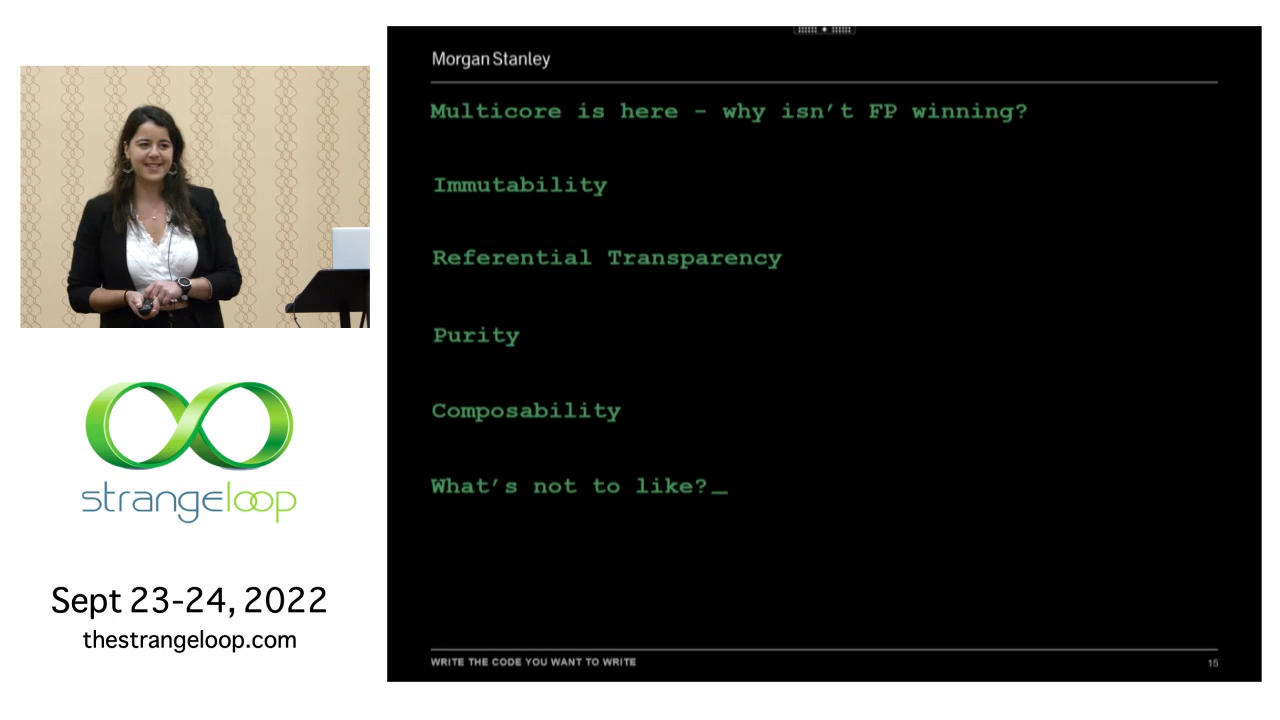 Morgan Stanley
Multicore is here – why isn't FP winning?
Immutability
Referential Transparency
Purity
Composability
What's not to like?_
WRITE THE CODE YOU WANT TO WRITE
15
strangeloop
Sept 23-24, 2022
thestrangeloop.com